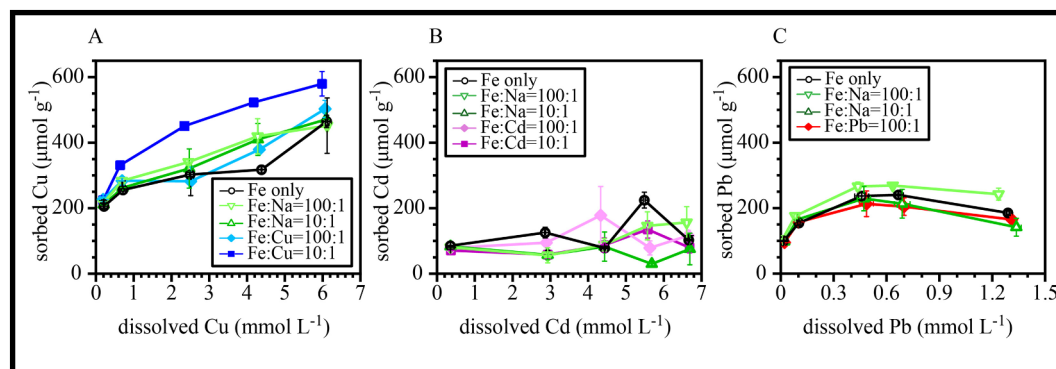 A
sorbed Cu (µmol g⁻¹)
600
400
200
0
Fe only
Fe:Na=100:1
Fe:Na=10:1
Fe:Cu=100:1
Fe:Cu=10:1
0 1 2 3 4 5 6 7
dissolved Cu (mmol L⁻¹)
B
sorbed Cd (µmol g⁻¹)
600
400
200
0
Fe only
Fe:Na=100:1
Fe:Na=10:1
Fe:Cd=100:1
Fe:Cd=10:1
0 1 2 3 4 5 6 7
dissolved Cd (mmol L⁻¹)
C
sorbed Pb (µmol g⁻¹)
600
400
200
0
Fe only
Fe:Na=100:1
Fe:Na=10:1
Fe:Pb=100:1
0.0 0.3 0.6 0.9 1.2 1.5
dissolved Pb (mmol L⁻¹)